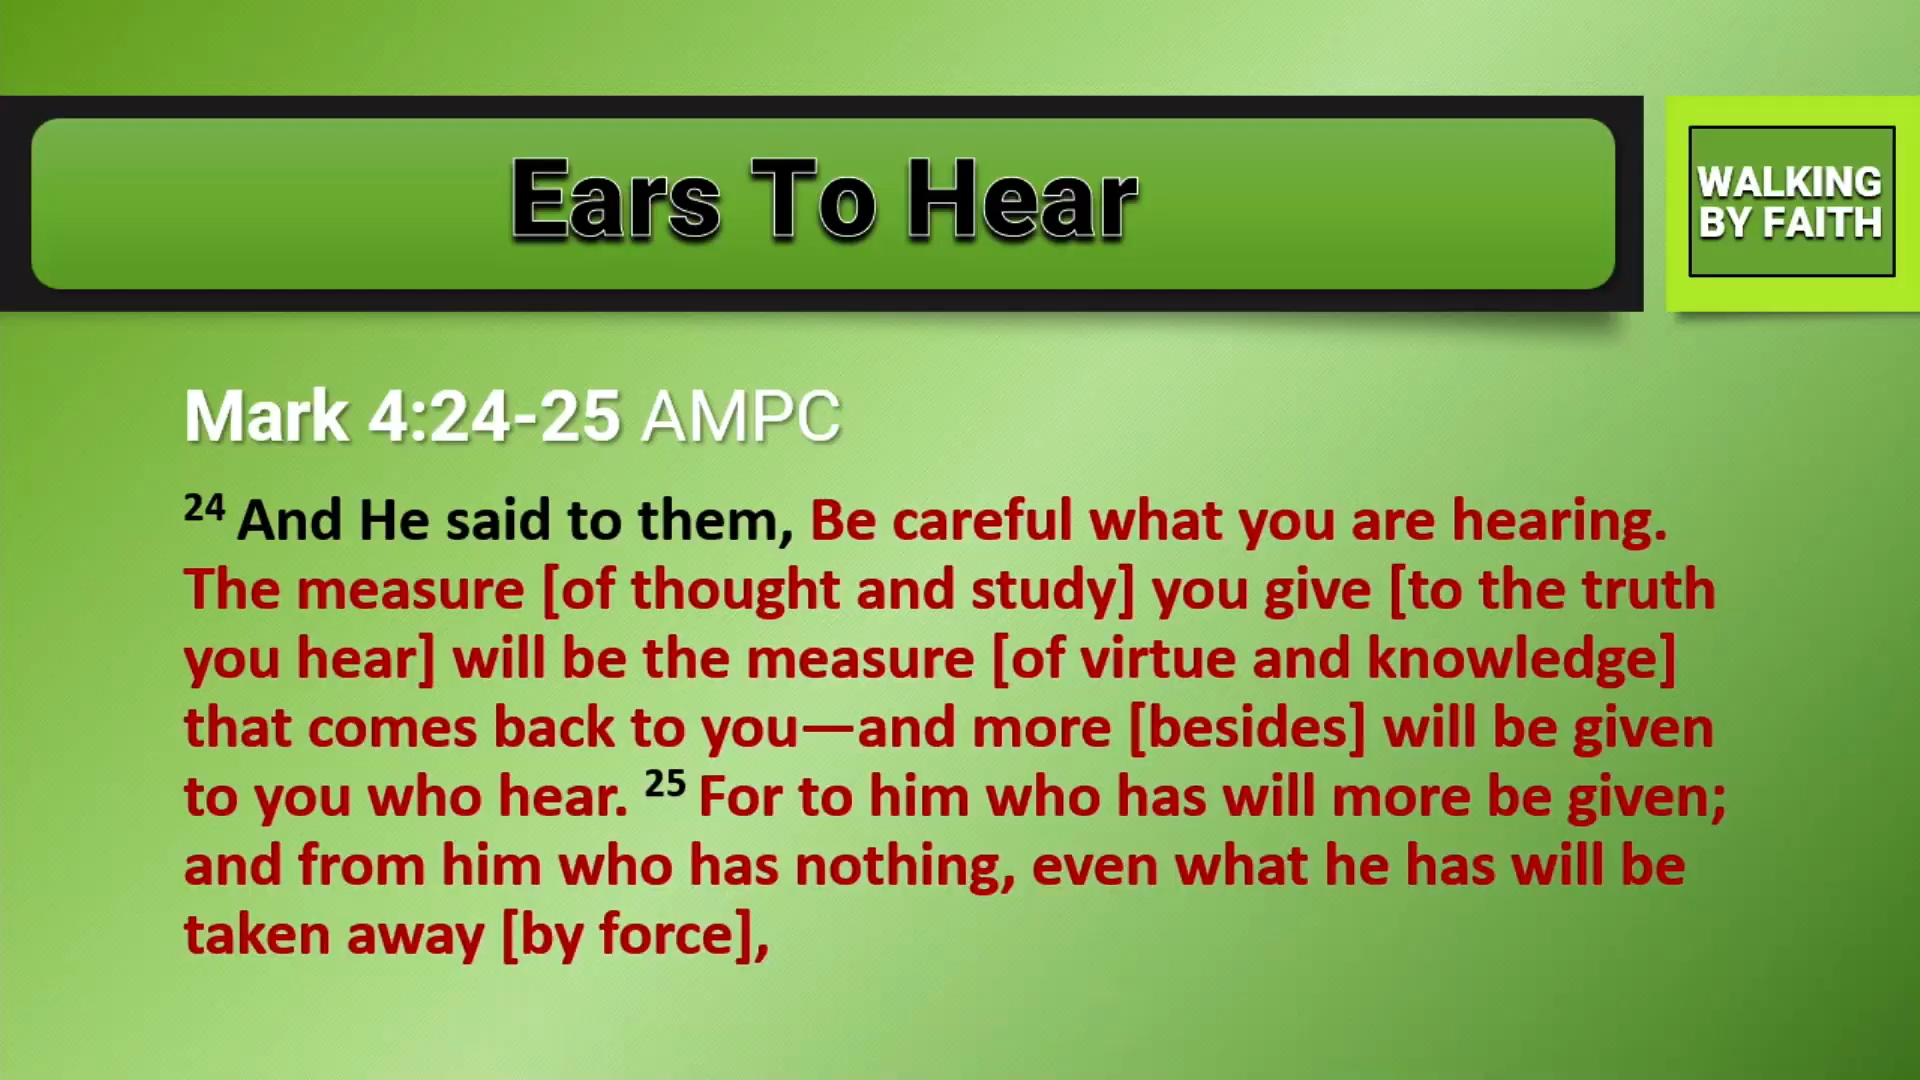 Ears To Hear
WALKING
BY FAITH
Mark 4:24-25 AMPC
24 And He said to them, Be careful what you are hearing.
The measure [of thought and study] you give [to the truth
you hear] will be the measure [of virtue and knowledge]
that comes back to you—and more [besides] will be given
to you who hear. 25 For to him who has will more be given;
and from him who has nothing, even what he has will be
taken away [by force],